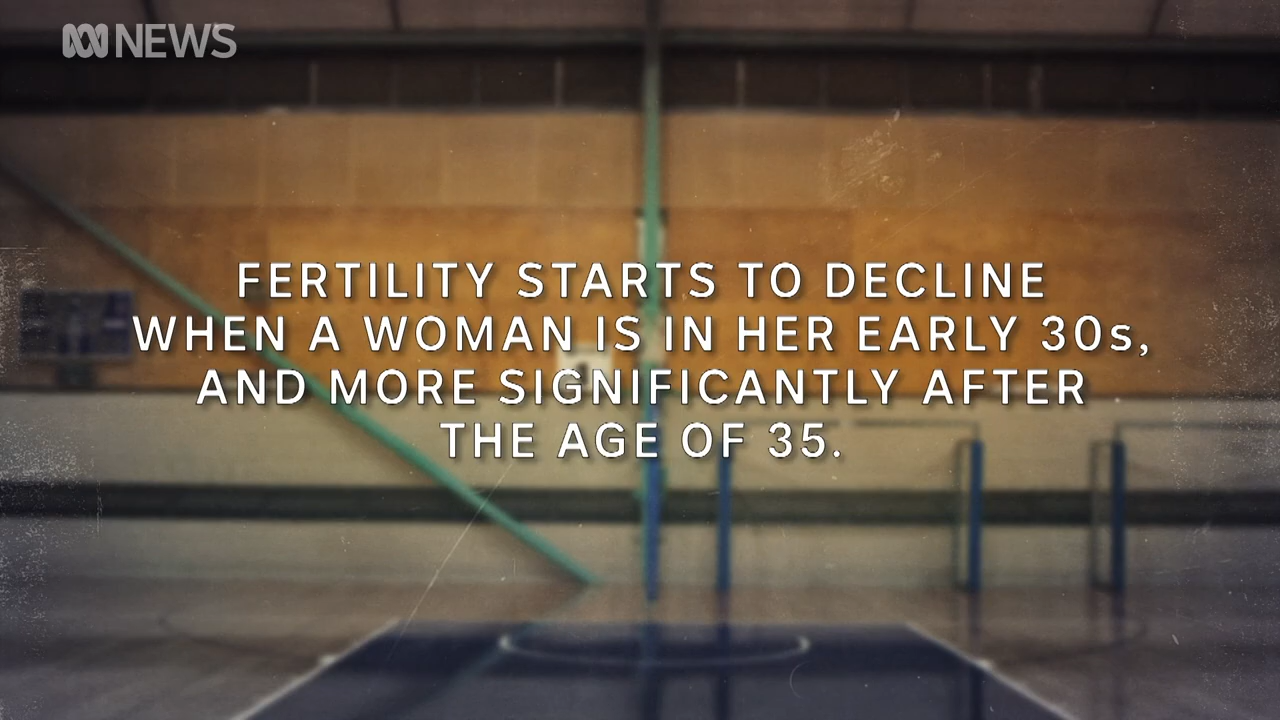 NEWS
FERTILITY STARTS TO DECLINE
WHEN A WOMAN IS IN HER EARLY 30s,
AND MORE SIGNIFICANTLY AFTER
THE AGE OF 35.